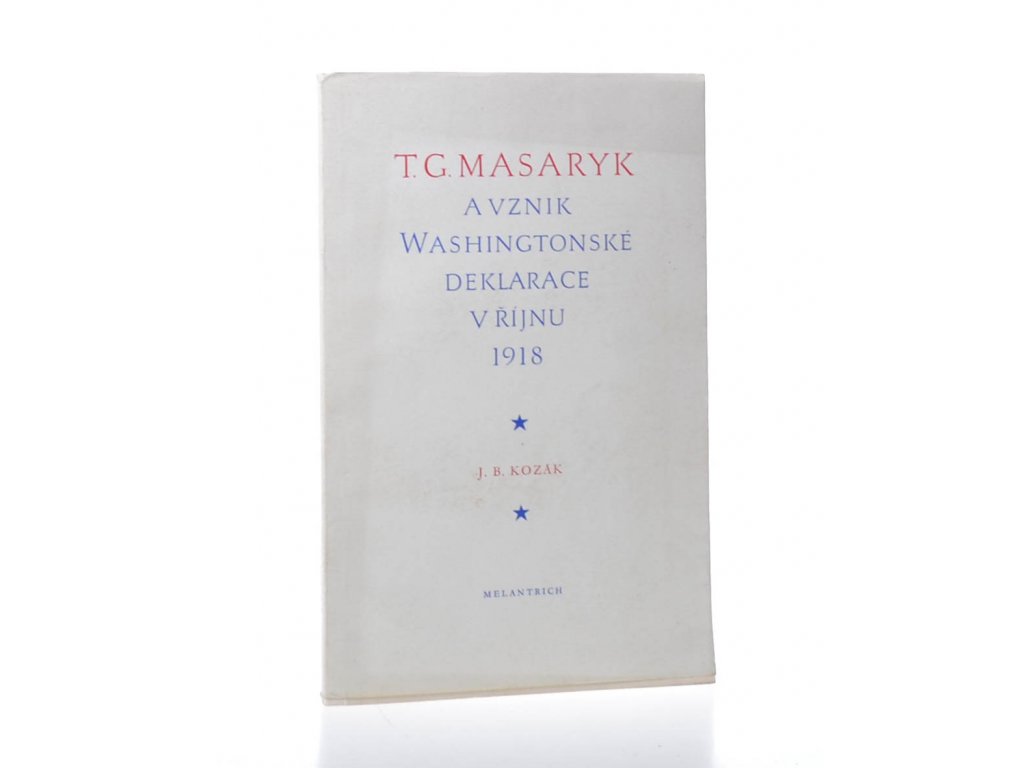 T. G. MASARYK
A VZNIK
WASHINGTONSKÉ
DEKLARACE
V ŘÍJNU
1918
J. B. KOZÁK
MELANTRICH